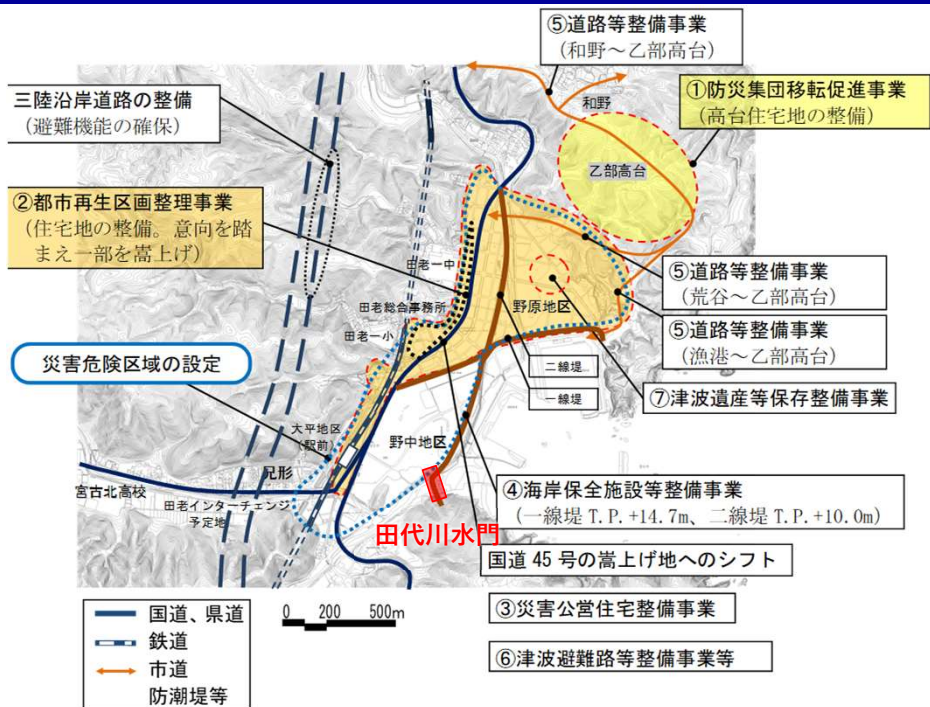 ⑤道路等整備事業
（和野～乙部高台）
和野
①防災集団移転促進事業
（高台住宅地の整備）
三陸沿岸道路の整備
（避難機能の確保）
乙部高台
②都市再生区画整理事業
（住宅地の整備。意向を踏
まえ一部を嵩上げ）
田老一中
⑤道路等整備事業
（荒谷～乙部高台）
田老総合事務所
野原地区
田老一小
⑤道路等整備事業
（漁港～乙部高台）
災害危険区域の設定
二線堤
一線堤
⑦津波遺産等保存整備事業
大平地区
（駅前）
野中地区
兄形
宮古北高校
田老インターチェンジ
予定地
④海岸保全施設等整備事業
（一線堤 T.P.+14.7m、二線堤 T.P.+10.0m）
田代川水門
国道 45 号の嵩上げ地へのシフト
国道、県道
鉄道
市道
防潮堤等
0 200 500m
③災害公営住宅整備事業
⑥津波避難路等整備事業等